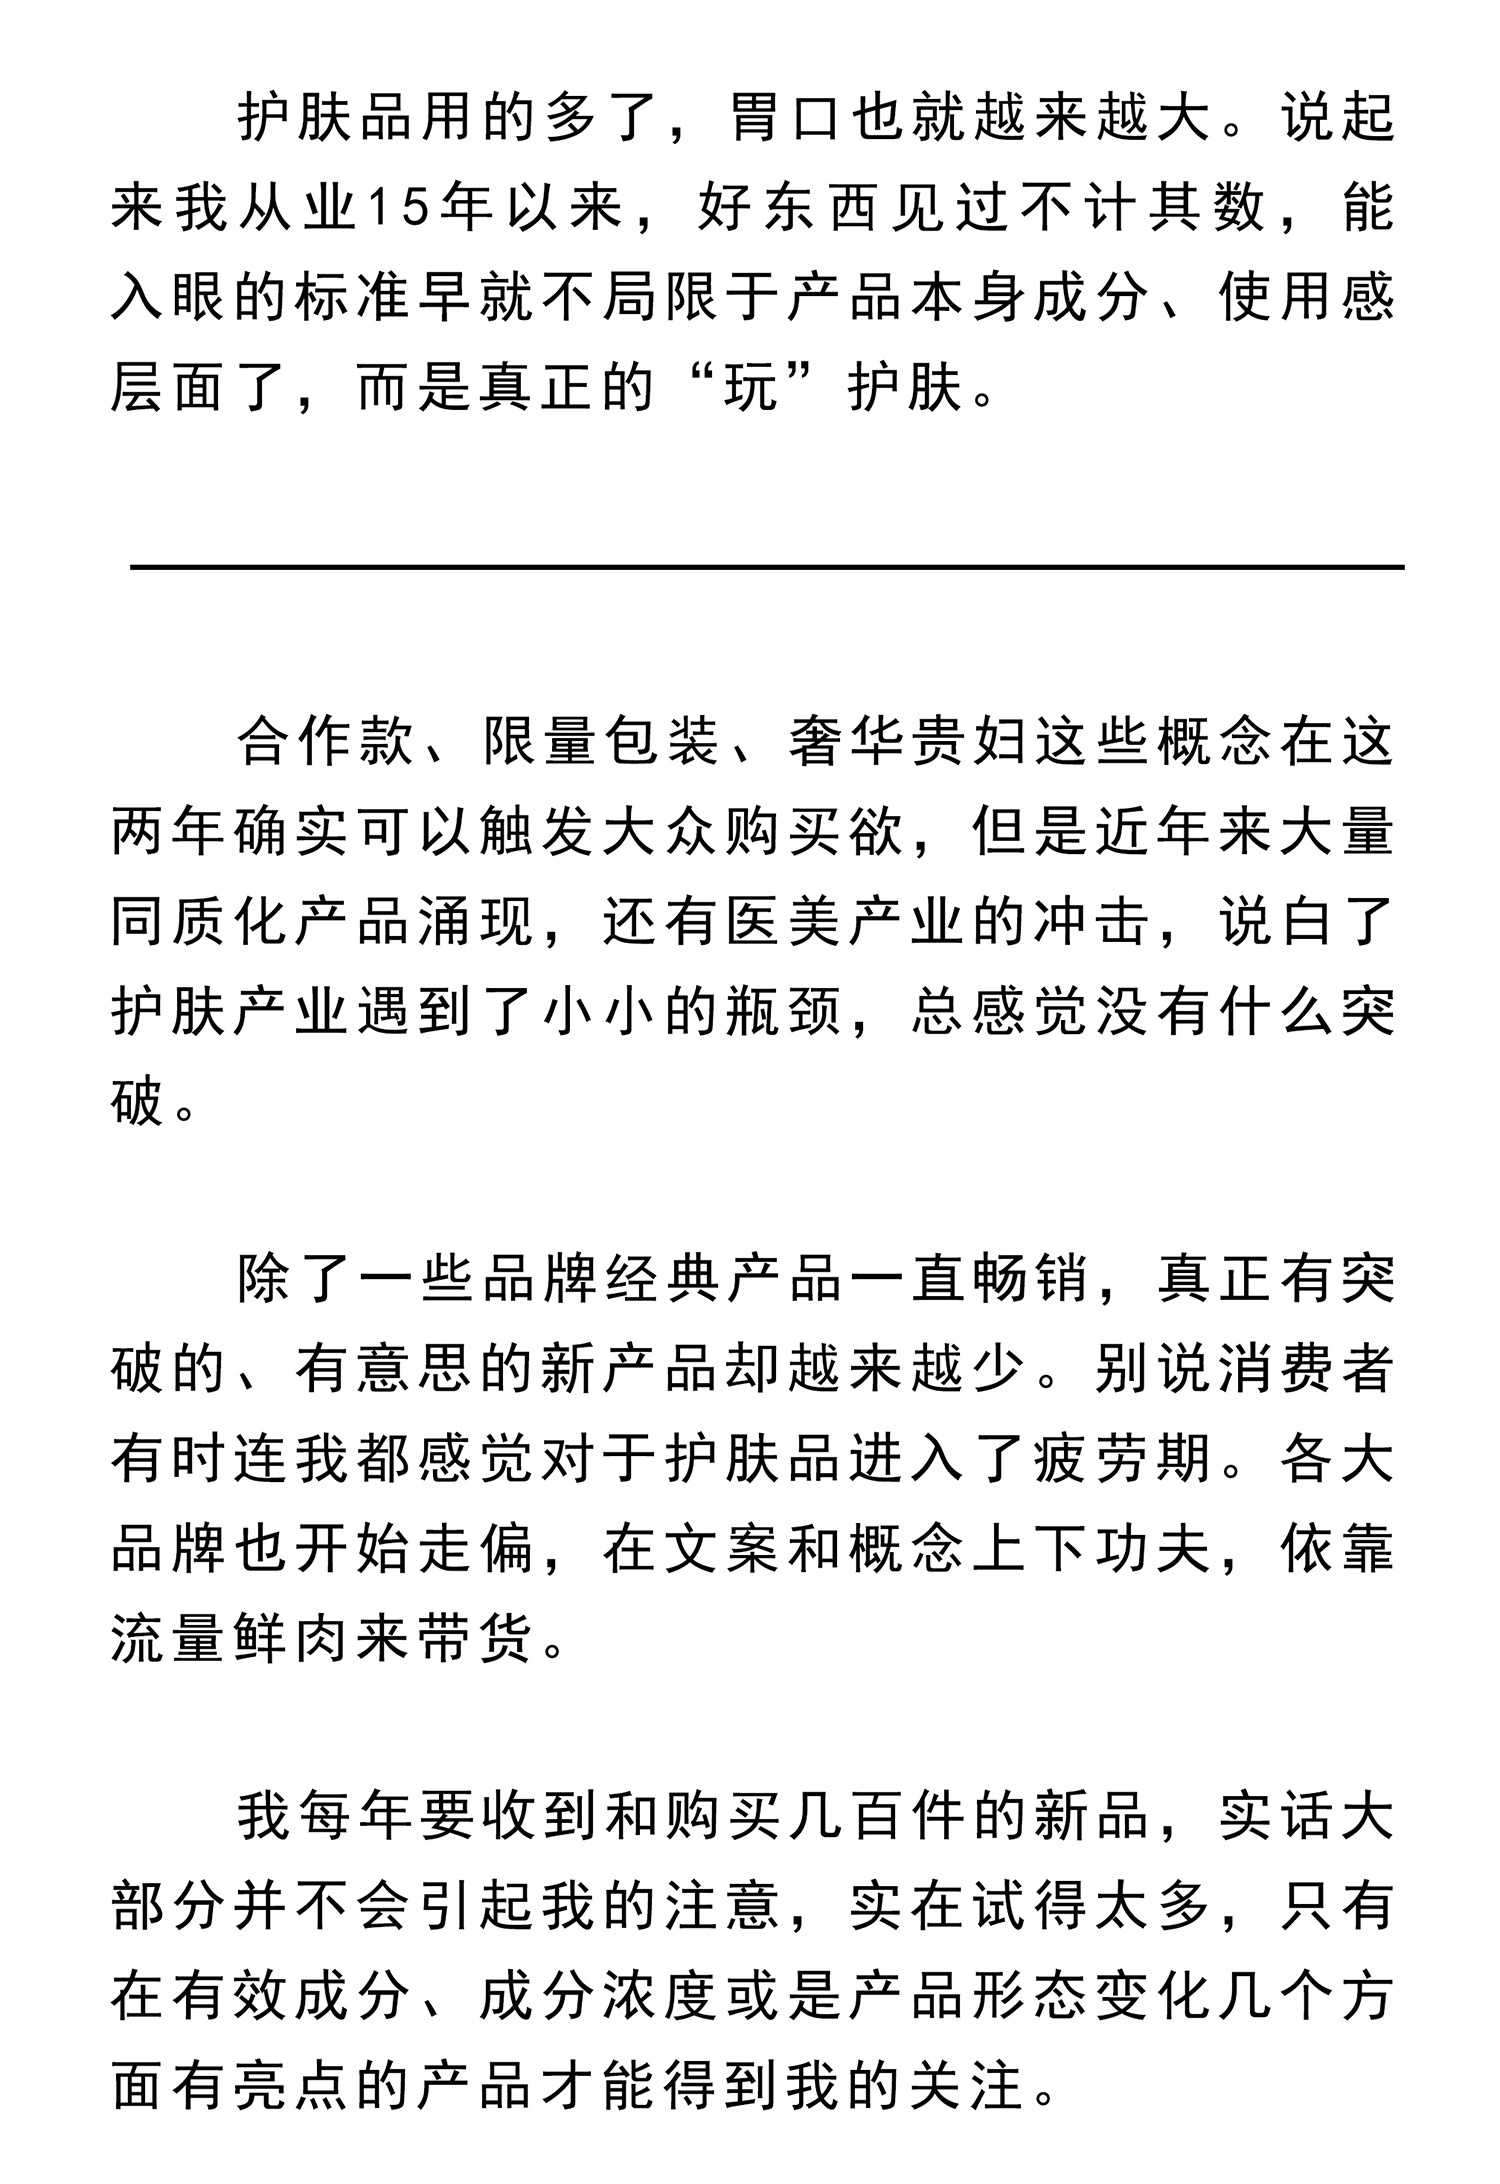 护肤品用的多了，胃口也就越来越大。说起
来我从业15年以来，好东西见过不计其数，能
入眼的标准早就不局限于产品本身成分、使用感
层面了，而是真正的“玩”护肤。
合作款、限量包装、奢华贵妇这些概念在这
两年确实可以触发大众购买欲，但是近年来大量
同质化产品涌现，还有医美产业的冲击，说白了
护肤产业遇到了小小的瓶颈，总感觉没有什么突
破。
除了一些品牌经典产品一直畅销，真正有突
破的、有意思的新产品却越来越少。别说消费者
有时连我都感觉对于护肤品进入了疲劳期。各大
品牌也开始走偏，在文案和概念上下功夫，依靠
流量鲜肉来带货。
我每年要收到和购买几百件的新品，实话大
部分并不会引起我的注意，实在试得太多，只有
在有效成分、成分浓度或是产品形态变化几个方
面有亮点的产品才能得到我的关注。